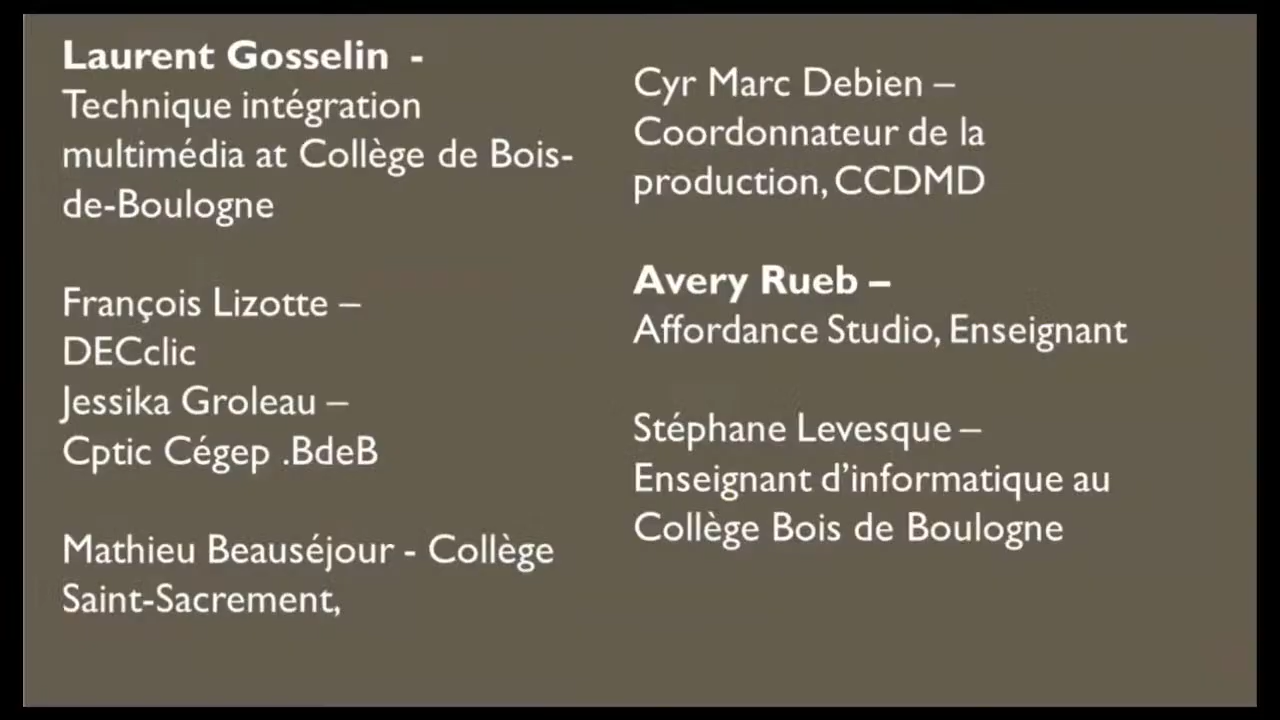 Laurent Gosselin -
Technique intégration
multimédia at Collège de Bois-
de-Boulogne
François Lizotte –
DECclic
Jessika Groleau –
Cptic Cégep .BdeB
Mathieu Beauséjour - Collège
Saint-Sacrement,
Cyr Marc Debien –
Coordonnateur de la
production, CCDMD
Avery Rueb –
Affordance Studio, Enseignant
Stéphane Levesque –
Enseignant d’informatique au
Collège Bois de Boulogne